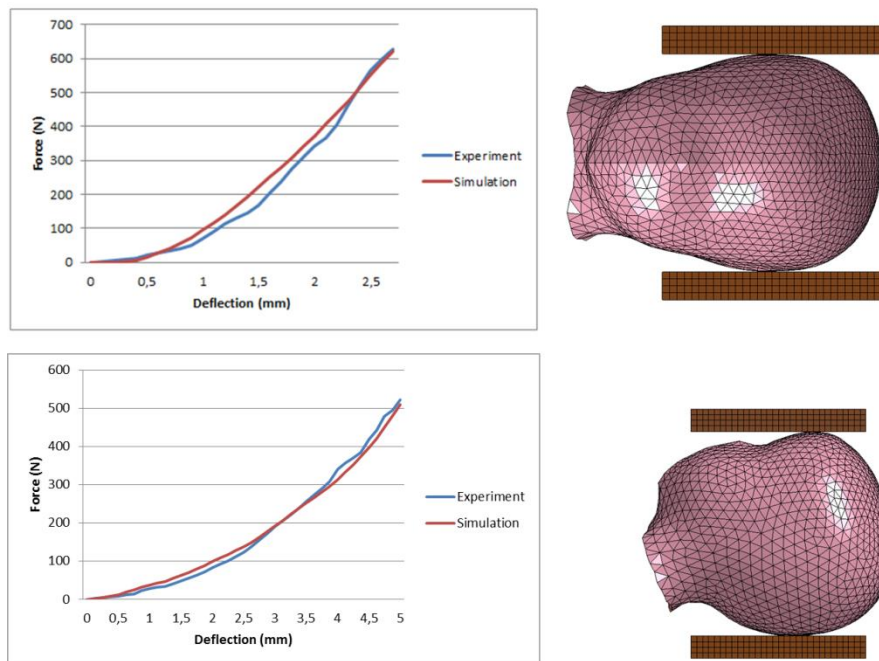 700
600
500
400
300
200
100
0
Force (N)
0 0,5 1 1,5 2 2,5
Deflection (mm)
Experiment
Simulation
600
500
400
300
200
100
0
Force (N)
0 0,5 1 1,5 2 2,5 3 3,5 4 4,5 5
Deflection (mm)
Experiment
Simulation